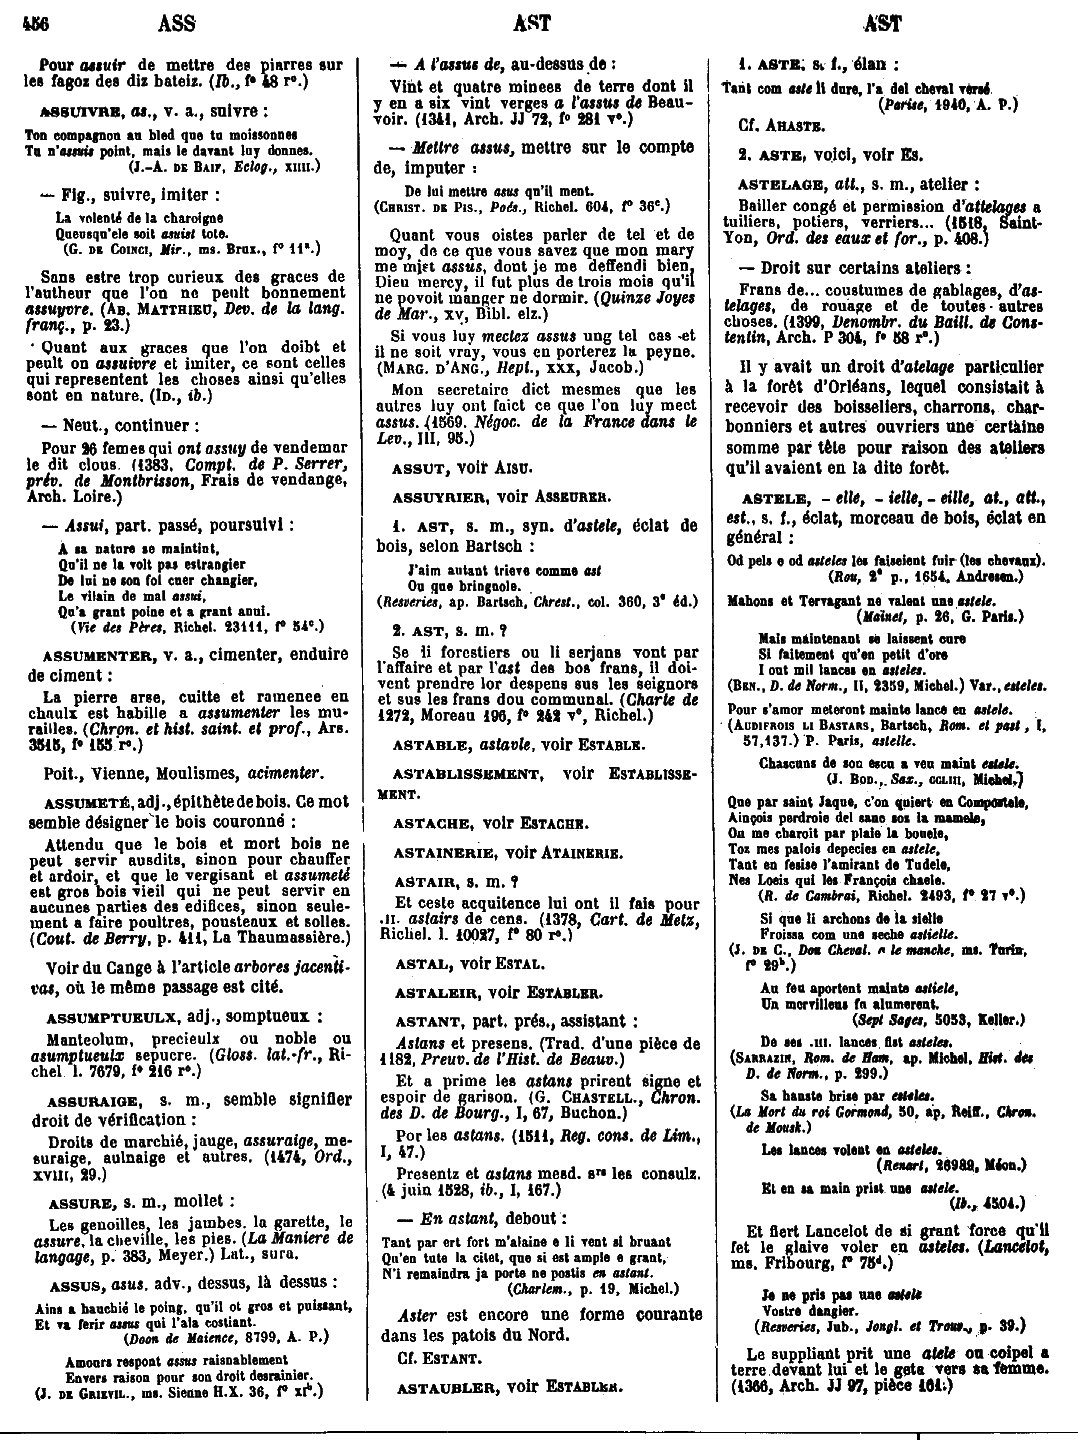 456 ASS AST AST
Pour assuir de mettre des piarres sur
les fagoz des diz bateiz. (Ib., f° 48 r°.)
ASSUIVRE, as., v. a., suivre :
Ton compagnon au bled que tu moissonnes
Tu n'assuis point, mais le davant luy donnes.
(J.-A. DE BAIF, Eclog., XIIII.)
— Fig., suivre, imiter :
La volenté de la charoigne
Queusqu'ele soit asuist tote.
(G. DE COINCI, Mir., ms. Brux., f° 11ª.)
Sans estre trop curieux des graces de
l'autheur que l'on ne peult bonnement
assuyvre. (AB. MATTHIEU, Dev. de la lang.
franç., p. 23.)
Quant aux graces que l'on doibt et
peult on assuivre et imiter, ce sont celles
qui representent les choses ainsi qu'elles
sont en nature. (ID., ib.)
— Neut., continuer :
Pour 26 femes qui ont assuy de vendemar
le dit clous. (1383, Compt. de P. Serrer,
prév. de Montbrisson, Frais de vendange,
Arch. Loire.)
— Assui, part. passé, poursuivi :
A sa nature se maintint,
Qu'il ne la volt pas estrangier
De lui ne son fol cuer changier,
Le vilain de mal assui,
Qu'a grant poine et a grant anui.
(Vie des Pères, Richel. 23111, f° 54ᶜ.)
ASSUMENTER, v. a., cimenter, enduire
de ciment :
La pierre arse, cuitte et ramenee en
chaulx est habille a assumenter les mu-
railles. (Chron. et hist. saint. et prof., Ars.
3515, f° 155 r°.)
Poit., Vienne, Moulismes, acimenter.
ASSUMETÉ, adj., épithète de bois. Ce mot
semble désigner le bois couronné :
Attendu que le bois et mort bois ne
peut servir ausdits, sinon pour chauffer
et ardoir, et que le vergisant et assumeté
est gros bois vieil qui ne peut servir en
aucunes parties des edifices, sinon seule-
ment a faire poultres, pousteaux et solles.
(Cout. de Berry, p. 411, La Thaumassière.)
Voir du Cange à l'article arbores jacenti-
vas, où le même passage est cité.
ASSUMPTUEULX, adj., somptueux :
Manteolum, precieulx ou noble ou
asumptueulx sepucre. (Gloss. lat.-fr., Ri-
chel. l. 7679, f° 216 r°.)
ASSURAIGE, s. m., semble signifier
droit de vérification :
Droits de marchié, jauge, assuraige, me-
suraige, aulnaige et autres. (1474, Ord.,
XVIII, 29.)
ASSURE, s. m., mollet :
Les genoilles, les jambes, la garette, le
assure, la cheville, les pies. (La Maniere de
langage, p. 383, Meyer.) Lat., sura.
ASSUS, asus, adv., dessus, là dessus :
Ains a hauchié le poing, qu'il ot gros et puissant,
Et va ferir assus qui l'ala costiant.
(Doon de Maience, 8799, A. P.)
Amours respont assus raisnablement
Envers raison pour son droit desrainier.
(J. DE GRIEVIL., ms. Sienne H.X. 36, f° xiᵇ.)
— A l'assus de, au-dessus de :
Vint et quatre minees de terre dont il
y en a six vint verges a l'assus de Beau-
voir. (1341, Arch. JJ 72, f° 281 v°.)
— Mettre assus, mettre sur le compte
de, imputer :
De lui mettre asus qu'il ment.
(CHRIST. DE PIS., Poés., Richel. 604, f° 36ᶜ.)
Quant vous oistes parler de tel et de
moy, de ce que vous savez que mon mary
me mist assus, dont je me deffendi bien,
Dieu mercy, il fut plus de trois mois qu'il
ne povoit manger ne dormir. (Quinze Joyes
de Mar., XV, Bibl. elz.)
Si vous luy mectez assus ung tel cas et
il ne soit vray, vous en porterez la peyne.
(MARG. D'ANG., Hept., XXX, Jacob.)
Mon secretaire dict mesmes que les
autres luy ont faict ce que l'on luy mect
assus. (1569, Négoc. de la France dans le
Lev., III, 95.)
ASSUT, voir AISU.
ASSUYRIER, voir ASSEURER.
1. AST, s. m., syn. d'astele, éclat de
bois, selon Bartsch :
J'aim autant trieve comme ast
Ou que bringnole.
(Resveries, ap. Bartsch, Chrest., col. 360, 3ᵉ éd.)
2. AST, s. m. ?
Se li forestiers ou li serjans vont par
l'affaire et par l'ast des bos frans, il doi-
vent prendre lor despens sus les seignors
et sus les frans dou communal. (Charte de
1272, Moreau 196, f° 242 v°, Richel.)
ASTABLE, astavle, voir ESTABLE.
ASTABLISSEMENT, voir ESTABLISSE-
MENT.
ASTACHE, voir ESTACHE.
ASTAINERIE, voir ATAINERIE.
ASTAIR, s. m. ?
Et ceste acquitence lui ont il fais pour
.II. astairs de cens. (1378, Cart. de Metz,
Richel. l. 10027, f° 80 r°.)
ASTAL, voir ESTAL.
ASTALEIR, voir ESTABLER.
ASTANT, part. prés., assistant :
Astans et presens. (Trad. d'une pièce de
1182, Preuv. de l'Hist. de Beauv.)
Et a prime les astans prirent signe et
espoir de garison. (G. CHASTELL., Chron.
des D. de Bourg., I, 67, Buchon.)
Por les astans. (1511, Reg. cons. de Lim.,
I, 47.)
Presentz et astans mesd. sʳˢ les consulz.
(4 juin 1528, ib., I, 167.)
— En astant, debout :
Tant par ert fort m'alaine e li vent si bruant
Qu'en tute la citet, que si est ample e grant,
N'i remaindra ja porte ne postis en astant.
(Charlem., p. 19, Michel.)
Aster est encore une forme courante
dans les patois du Nord.
Cf. ESTANT.
ASTAUBLER, voir ESTABLER.
1. ASTE, s. f., élan :
Tant com aste li dure, l'a del cheval versé.
(Parise, 1940, A. P.)
Cf. AHASTE.
2. ASTE, voici, voir ES.
ASTELAGE, att., s. m., atelier :
Bailler congé et permission d'attelages a
tuiliers, potiers, verriers... (1518, Saint-
Yon, Ord. des eaux et for., p. 408.)
— Droit sur certains ateliers :
Frans de... coustumes de gablages, d'as-
telages, de rouage et de toutes autres
choses. (1399, Denombr. du Baill. de Cons-
tentin, Arch. P 304, f° 58 r°.)
Il y avait un droit d'atelage particulier
à la forêt d'Orléans, lequel consistait à
recevoir des boisseliers, charrons, char-
bonniers et autres ouvriers une certaine
somme par tête pour raison des ateliers
qu'il avaient en la dite forêt.
ASTELE, - elle, - ielle, - eille, at., att.,
est., s. f., éclat, morceau de bois, éclat en
général :
Od pels e od asteles les faiseient fuir (les chevaux).
(Rou, 2ᵉ p., 1654, Andresen.)
Mahons et Tervagant ne valent une astele.
(Mainet, p. 26, G. Paris.)
Mais maintenant se laissent cure
Si faitement qu'en petit d'ore
I out mil lances en asteles.
(BEN., D. de Norm., II, 2359, Michel.) Var., esteles.
Pour s'amor meteront mainte lance en astele.
(AUDIFROIS LI BASTARS, Bartsch, Rom. et past., I,
57,137.) P. Paris, astelle.
Chascuns de son escu a veu maint estele.
(J. BOD., Sax., CCLIII, Michel.)
Que par saint Jaque, c'on quiert en Compostele,
Ainçois perdroie del sanc sos la mamele,
Ou me charoit par plaie la bouele,
Toz mes palois depecies en astele,
Tant en fesise l'amirant de Tudele,
Nes Loeis qui les François chaele.
(R. de Cambrai, Richel. 2493, f° 27 v°.)
Si que li archons de la sielle
Froissa com une seche astielle.
(J. DE C., Dou Cheval. a le manche, ms. Turin,
f° 29ᵇ.)
Au feu aportent mainte astiele,
Un mervilleus fu alumerent.
(Sept Sages, 5053, Keller.)
De ses .III. lances fist asteles.
(SARRAZIN, Rom. de Ham, ap. Michel, Hist. des
D. de Norm., p. 299.)
Sa hanste brise par esteles.
(La Mort du roi Gormond, 50, ap. Reiff., Chron.
de Mousk.)
Les lances volent en asteles.
(Renart, 26989, Méon.)
Et en sa main prist une astele.
(Ib., 4504.)
Et fiert Lancelot de si grant force qu'il
fet le glaive voler en asteles. (Lancelot,
ms. Fribourg, f° 75ᵈ.)
Je ne pris pas une astele
Vostre dangier.
(Resveries, Jub., Jongl. et Trouv., p. 39.)
Le suppliant prit une atele ou coipel a
terre devant lui et le geta vers sa femme.
(1366, Arch. JJ 97, pièce 161.)